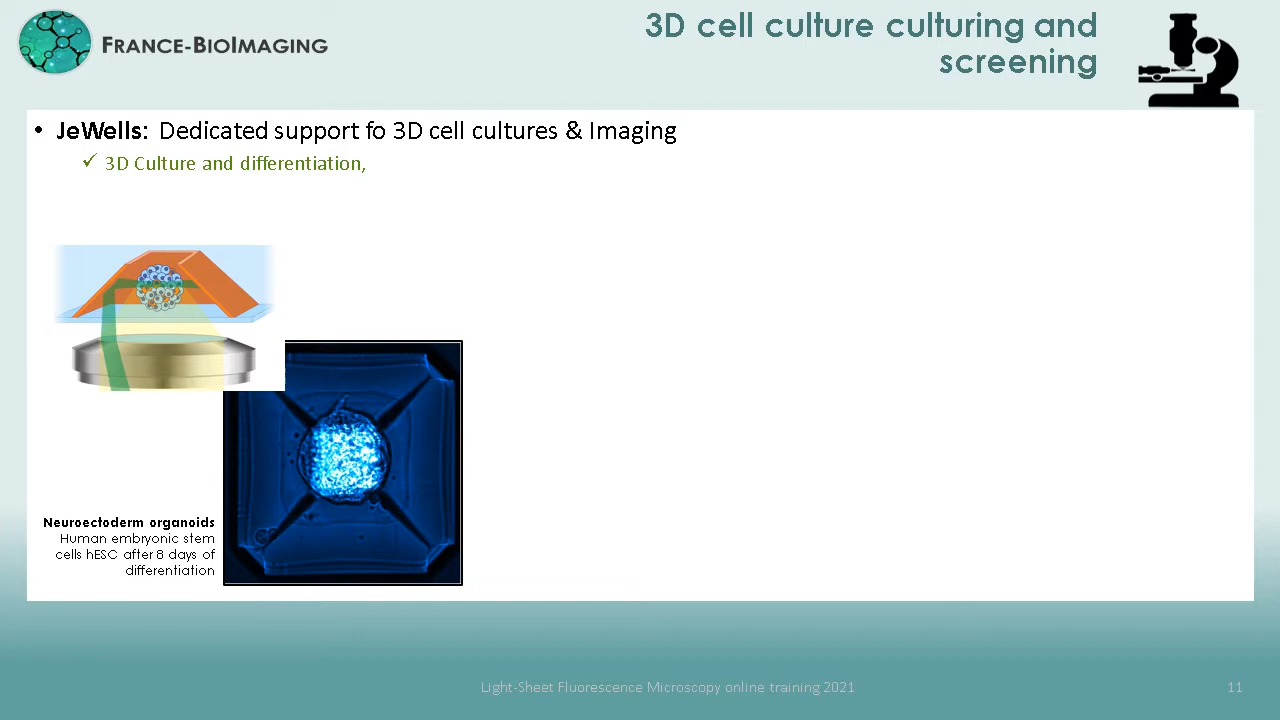 FRANCE-BIOIMAGING
3D cell culture culturing and
screening
• JeWells: Dedicated support fo 3D cell cultures & Imaging
✓ 3D Culture and differentiation,
Neuroectoderm organoids
Human embryonic stem
cells hESC after 8 days of
differentiation
Light-Sheet Fluorescence Microscopy online training 2021
11